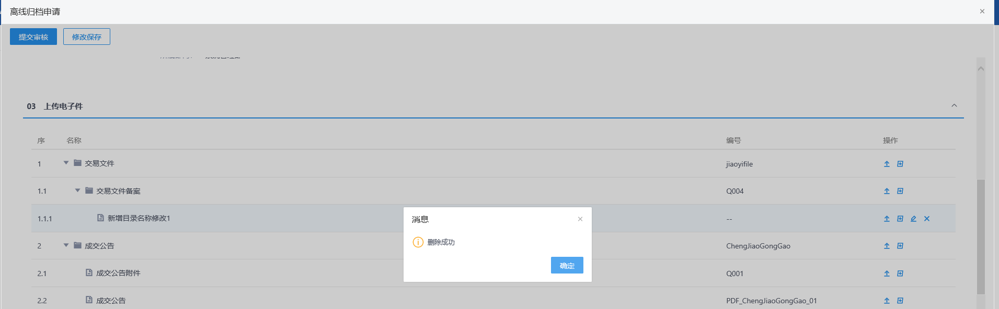 离线归档申请
提交审核 修改保存
03 上传电子件
序 名称 编号 操作
1 交易文件 jiaoyifile
1.1 交易文件备案 Q004
1.1.1 新增目录名称修改1 --
2 成交公告 ChengJiaoGongGao
2.1 成交公告附件 Q001
2.2 成交公告 PDF_ChengJiaoGongGao_01
消息
删除成功
确定